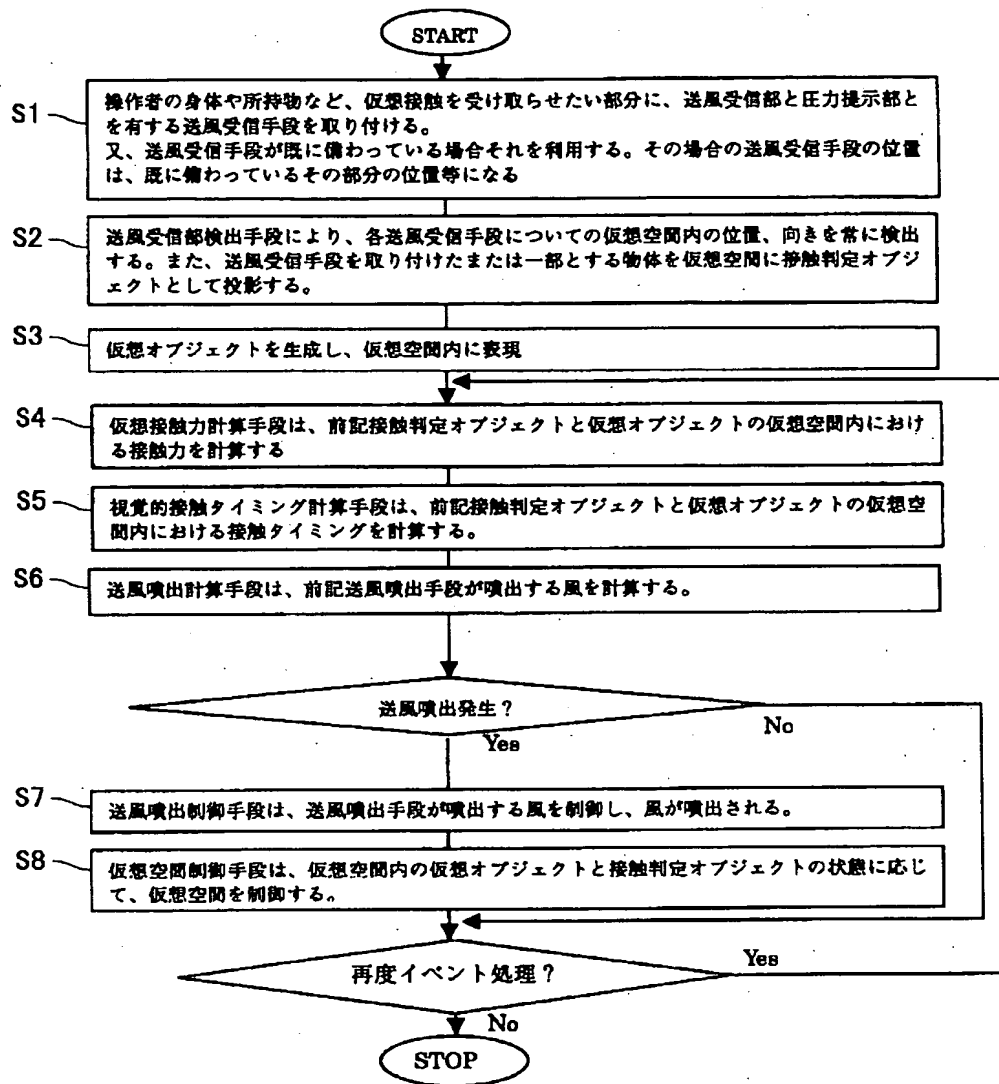 START
S1
操作者の身体や所持物など、仮想接触を受け取らせたい部分に、送風受信部と圧力提示部と
を有する送風受信手段を取り付ける。
又、送風受信手段が既に備わっている場合それを利用する。その場合の送風受信手段の位置
は、既に備わっているその部分の位置等になる
S2
送風受信部検出手段により、各送風受信手段についての仮想空間内の位置、向きを常に検出
する。また、送風受信手段を取り付けたまたは一部とする物体を仮想空間に接触判定オブジ
ェクトとして投影する。
S3
仮想オブジェクトを生成し、仮想空間内に表現
S4
仮想接触力計算手段は、前記接触判定オブジェクトと仮想オブジェクトの仮想空間内におけ
る接触力を計算する
S5
視覚的接触タイミング計算手段は、前記接触判定オブジェクトと仮想オブジェクトの仮想空
間内における接触タイミングを計算する。
S6
送風噴出計算手段は、前記送風噴出手段が噴出する風を計算する。
送風噴出発生？
No
Yes
S7
送風噴出制御手段は、送風噴出手段が噴出する風を制御し、風が噴出される。
S8
仮想空間制御手段は、仮想空間内の仮想オブジェクトと接触判定オブジェクトの状態に応じ
て、仮想空間を制御する。
再度イベント処理？
Yes
No
STOP